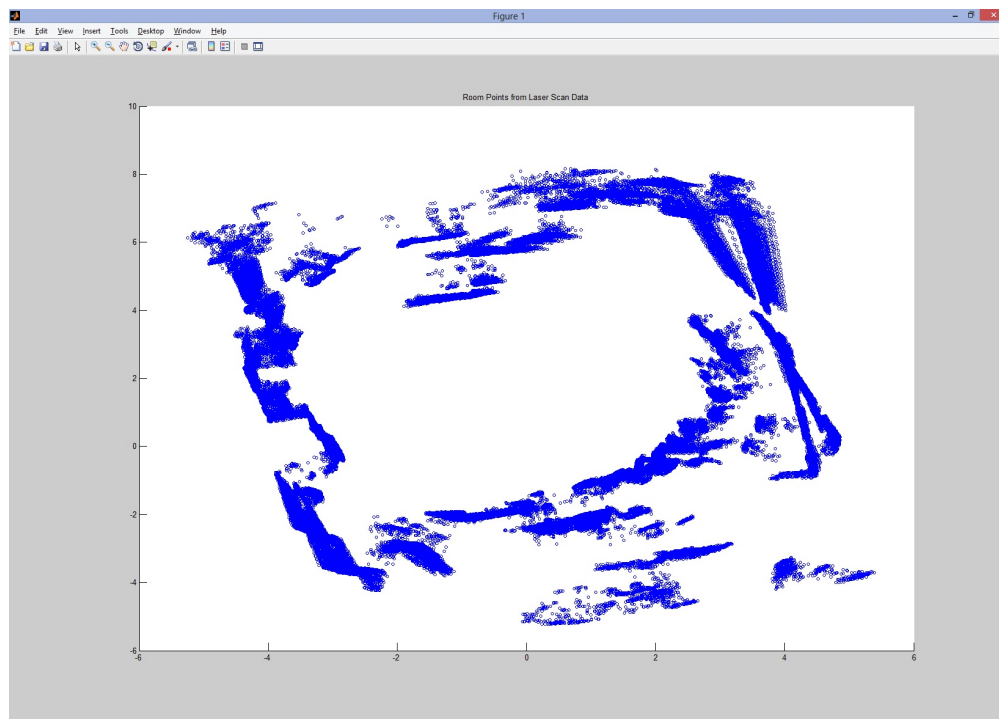 Figure 1
File Edit View Insert Tools Desktop Window Help
Room Points from Laser Scan Data
10
8
6
4
2
0
-2
-4
-6
-6 -4 -2 0 2 4 6